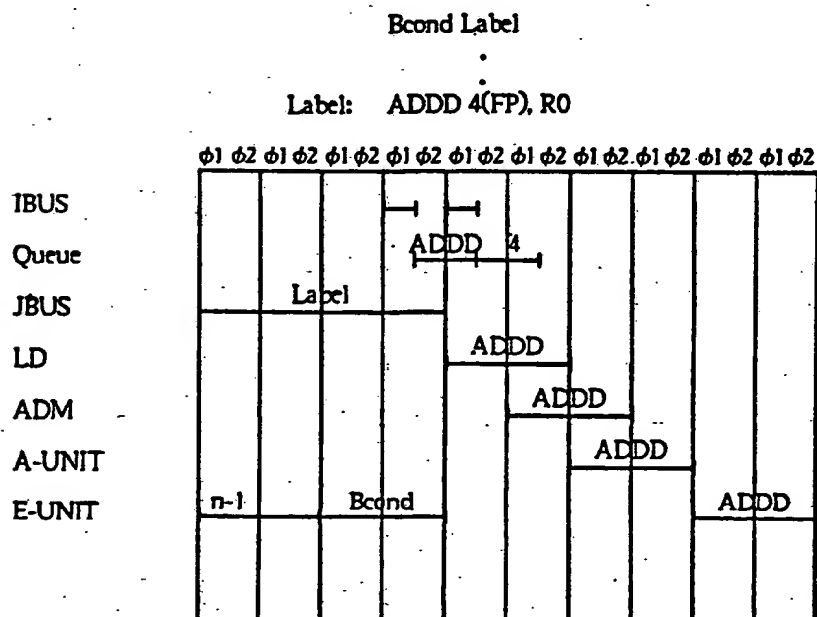 Bcond Label
Label: ADDD 4(FP), R0
ϕ1 ϕ2 ϕ1 ϕ2 ϕ1 ϕ2 ϕ1 ϕ2 ϕ1 ϕ2 ϕ1 ϕ2 ϕ1 ϕ2 ϕ1 ϕ2 ϕ1 ϕ2 ϕ1 ϕ2
IBUS
Queue ADDD 4
JBUS Label
LD ADDD
ADM ADDD
A-UNIT ADDD
E-UNIT n-1 Bcond ADDD